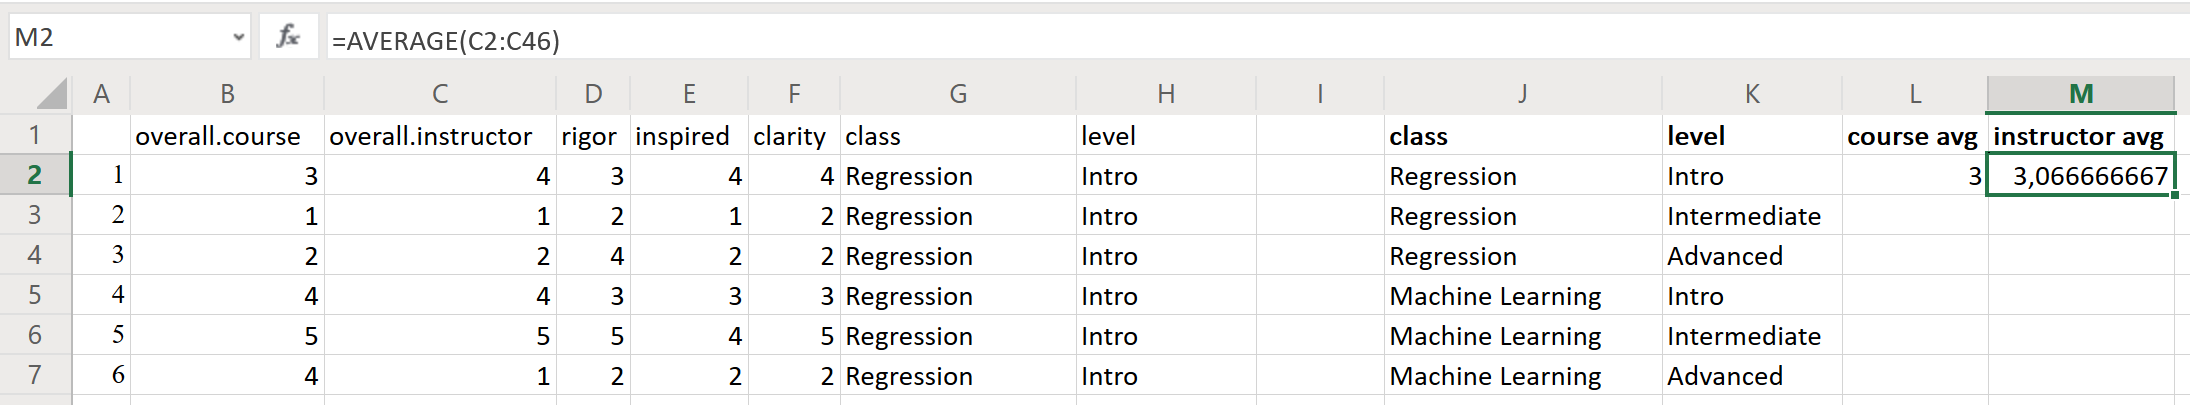 M2 fx =AVERAGE(C2:C46)
A B C D E F G H I J K L M
1 overall.course overall.instructor rigor inspired clarity class level class level course avg instructor avg
2 1 3 4 3 4 4 Regression Intro Regression Intro 3 3,066666667
3 2 1 1 2 1 2 Regression Intro Regression Intermediate
4 3 2 2 4 2 2 Regression Intro Regression Advanced
5 4 4 4 3 3 3 Regression Intro Machine Learning Intro
6 5 5 5 5 4 5 Regression Intro Machine Learning Intermediate
7 6 4 1 2 2 2 Regression Intro Machine Learning Advanced